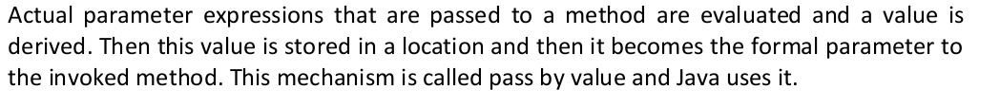 Actual parameter expressions that are passed to a method are evaluated and a value is
derived. Then this value is stored in a location and then it becomes the formal parameter to
the invoked method. This mechanism is called pass by value and Java uses it.